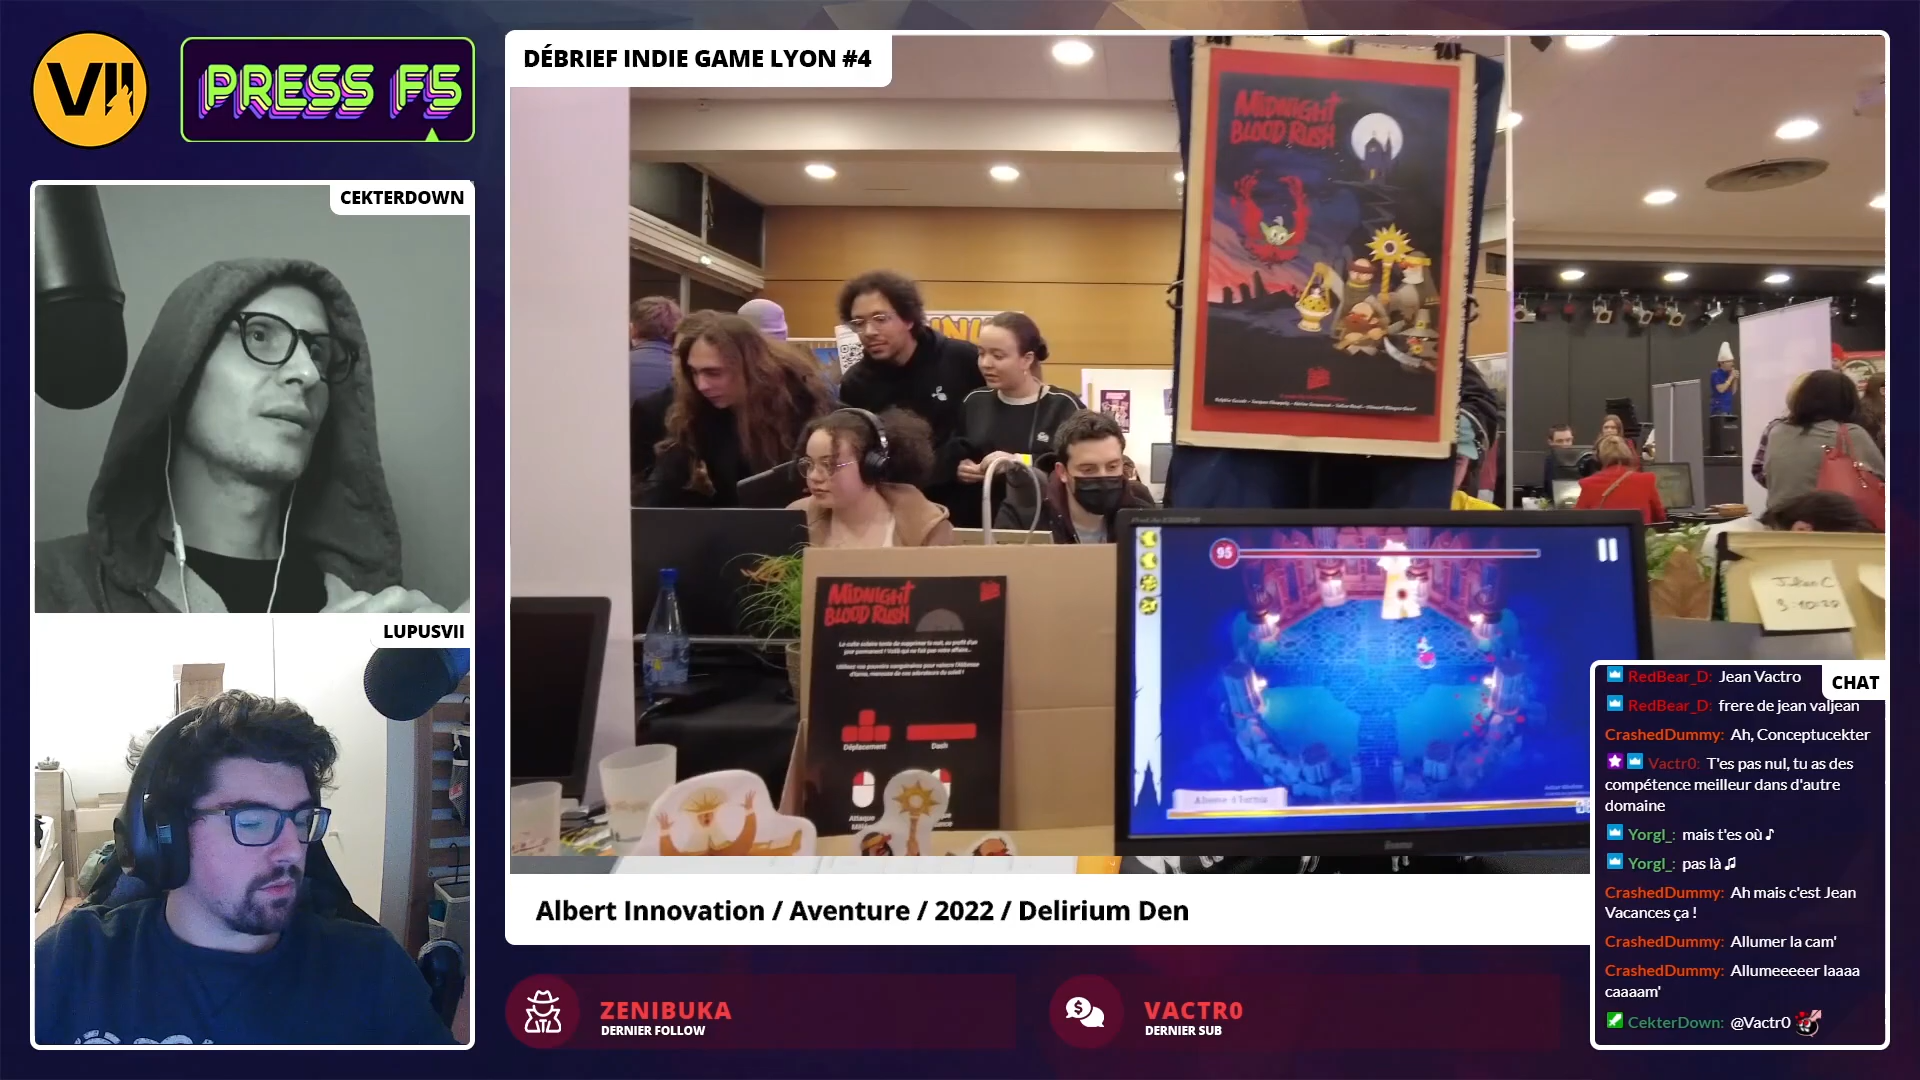 VII
PRESS F5
DÉBRIEF INDIE GAME LYON #4
CEKTERDOWN
LUPUSVII
MIDNIGHT
BLOOD RUSH
MIDNIGHT
BLOOD RUSH
Déplacement
Dash
Attaque
95
Albert Innovation / Aventure / 2022 / Delirium Den
ZENIBUKA
DERNIER FOLLOW
VACTR0
DERNIER SUB
CHAT
RedBear_D: Jean Vactro
RedBear_D: frere de jean valjean
CrashedDummy: Ah, Conceptucekter
Vactr0: T'es pas nul, tu as des
compétence meilleur dans d'autre
domaine
Yorgl_: mais t'es où ♪
Yorgl_: pas là ♫
CrashedDummy: Ah mais c'est Jean
Vacances ça !
CrashedDummy: Allumer la cam'
CrashedDummy: Allumeeeeer laaaa
caaaam'
CekterDown: @Vactr0